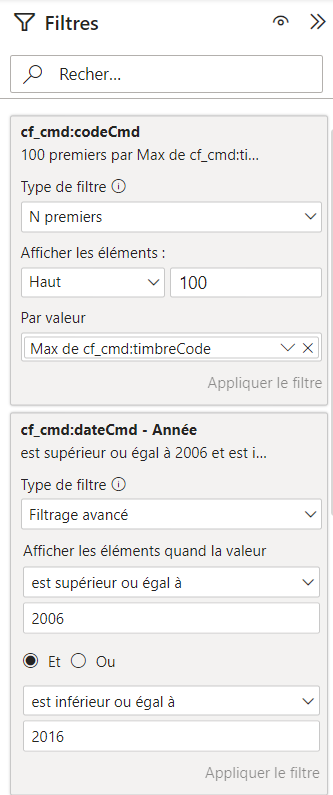 Filtres
Recher...
cf_cmd:codeCmd
100 premiers par Max de cf_cmd:ti...
Type de filtre
N premiers
Afficher les éléments :
Haut 100
Par valeur
Max de cf_cmd:timbreCode
Appliquer le filtre
cf_cmd:dateCmd - Année
est supérieur ou égal à 2006 et est i...
Type de filtre
Filtrage avancé
Afficher les éléments quand la valeur
est supérieur ou égal à
2006
Et Ou
est inférieur ou égal à
2016
Appliquer le filtre